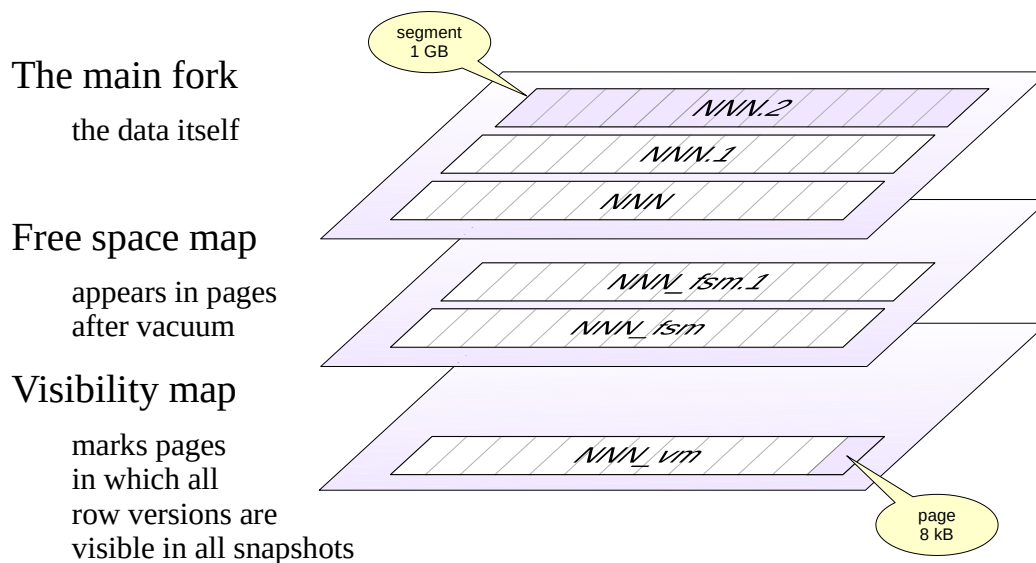 segment
1 GB
The main fork
the data itself
NNN.2
NNN.1
NNN
Free space map
appears in pages
after vacuum
NNN_fsm.1
NNN_fsm
Visibility map
marks pages
in which all
row versions are
visible in all snapshots
NNN_vm
page
8 kB